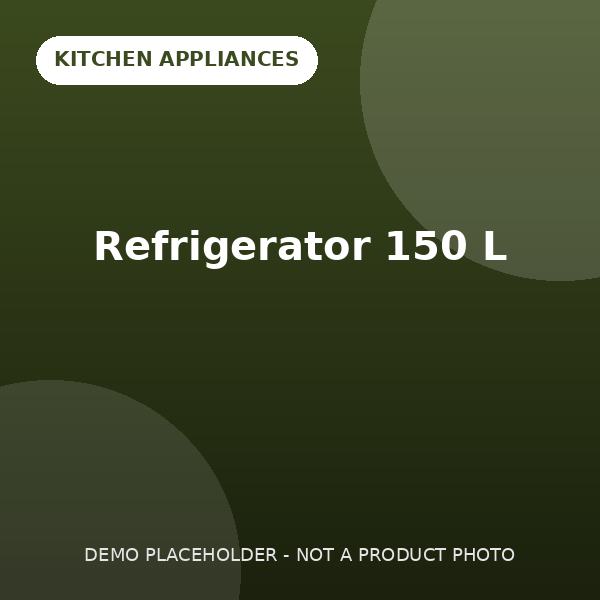 KITCHEN APPLIANCES
Refrigerator 150 L
DEMO PLACEHOLDER - NOT A PRODUCT PHOTO